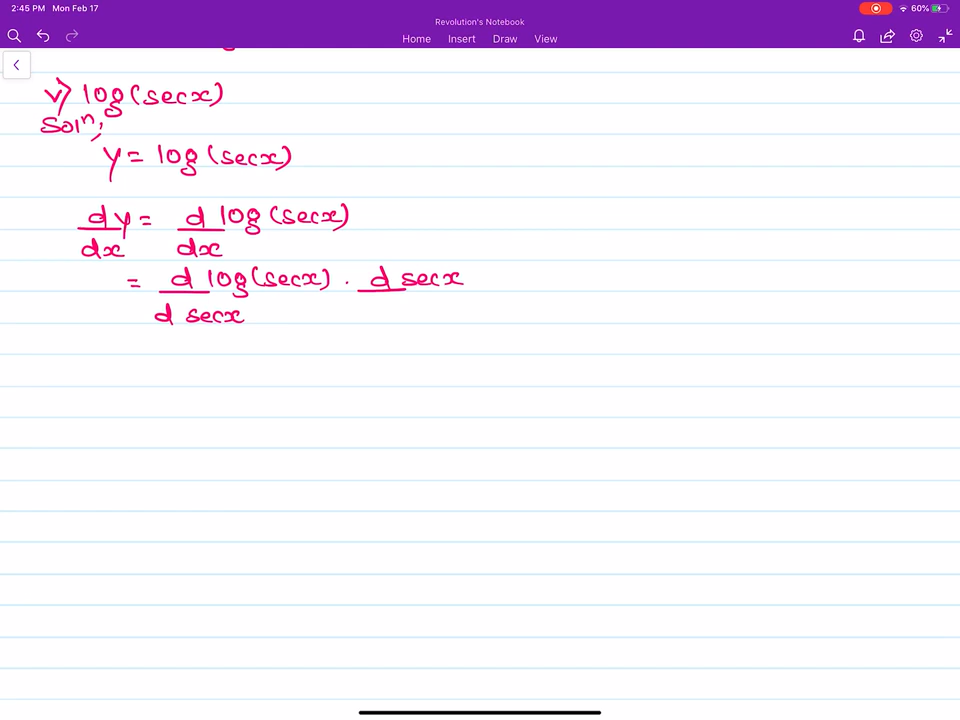 2:45 PM Mon Feb 17
60%
Revolution's Notebook
Home Insert Draw View
v) log(secx)
Solⁿ,
y = log(secx)
dy = d log(secx)
dx dx
= d log(secx) . d secx
d secx